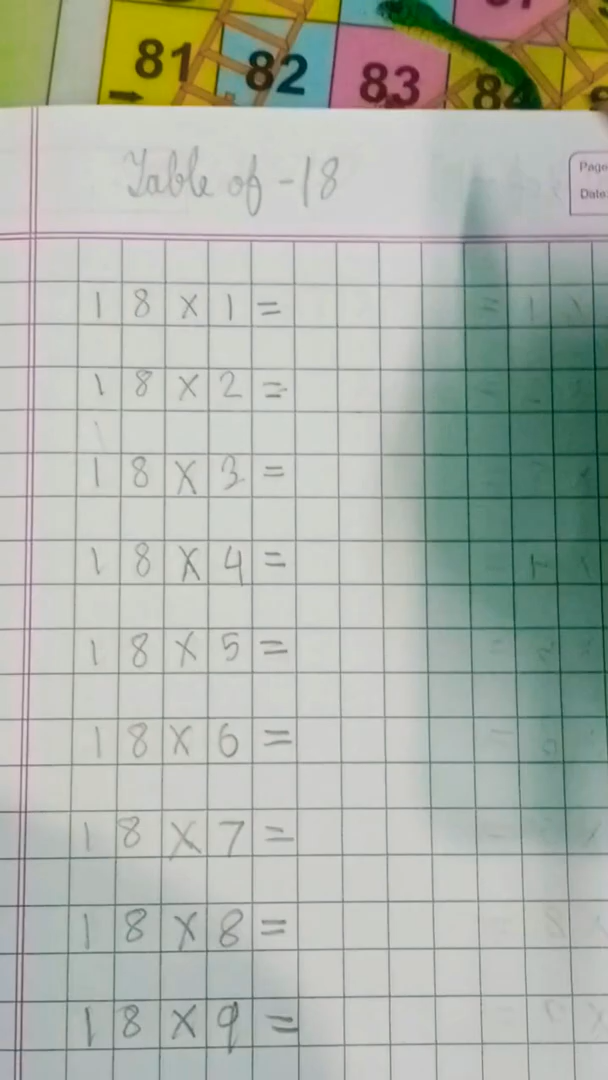 81 82 83 84
Table of -18
Page
Date:
18 × 1 =
18 × 2 =
18 × 3 =
18 × 4 =
18 × 5 =
18 × 6 =
18 × 7 =
18 × 8 =
18 × 9 =